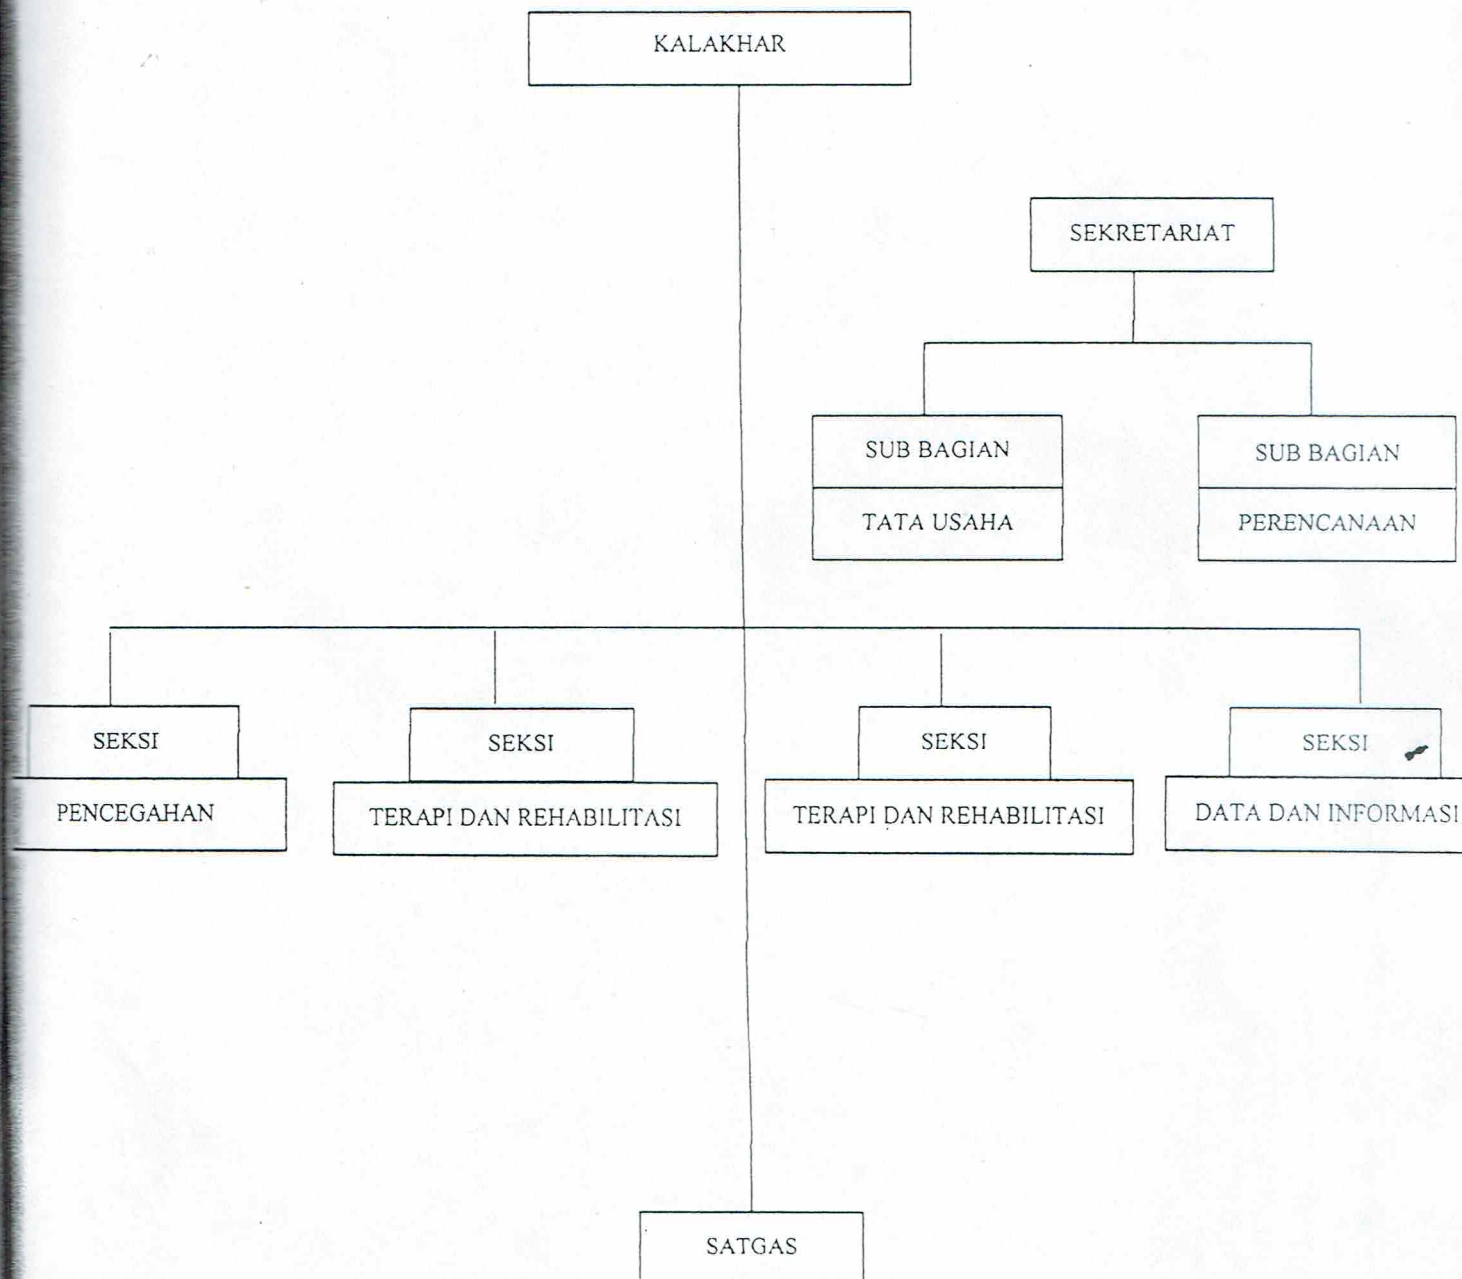 KALAKHAR
SEKRETARIAT
SUB BAGIAN
TATA USAHA
SUB BAGIAN
PERENCANAAN
SEKSI
PENCEGAHAN
SEKSI
TERAPI DAN REHABILITASI
SEKSI
TERAPI DAN REHABILITASI
SEKSI
DATA DAN INFORMASI
SATGAS